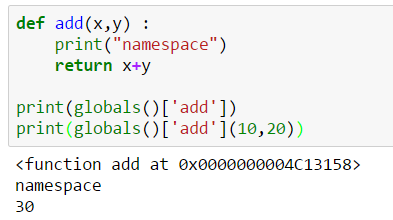 def add(x,y) :
    print("namespace")
    return x+y

print(globals()['add'])
print(globals()['add'](10,20))
<function add at 0x0000000004C13158>
namespace
30